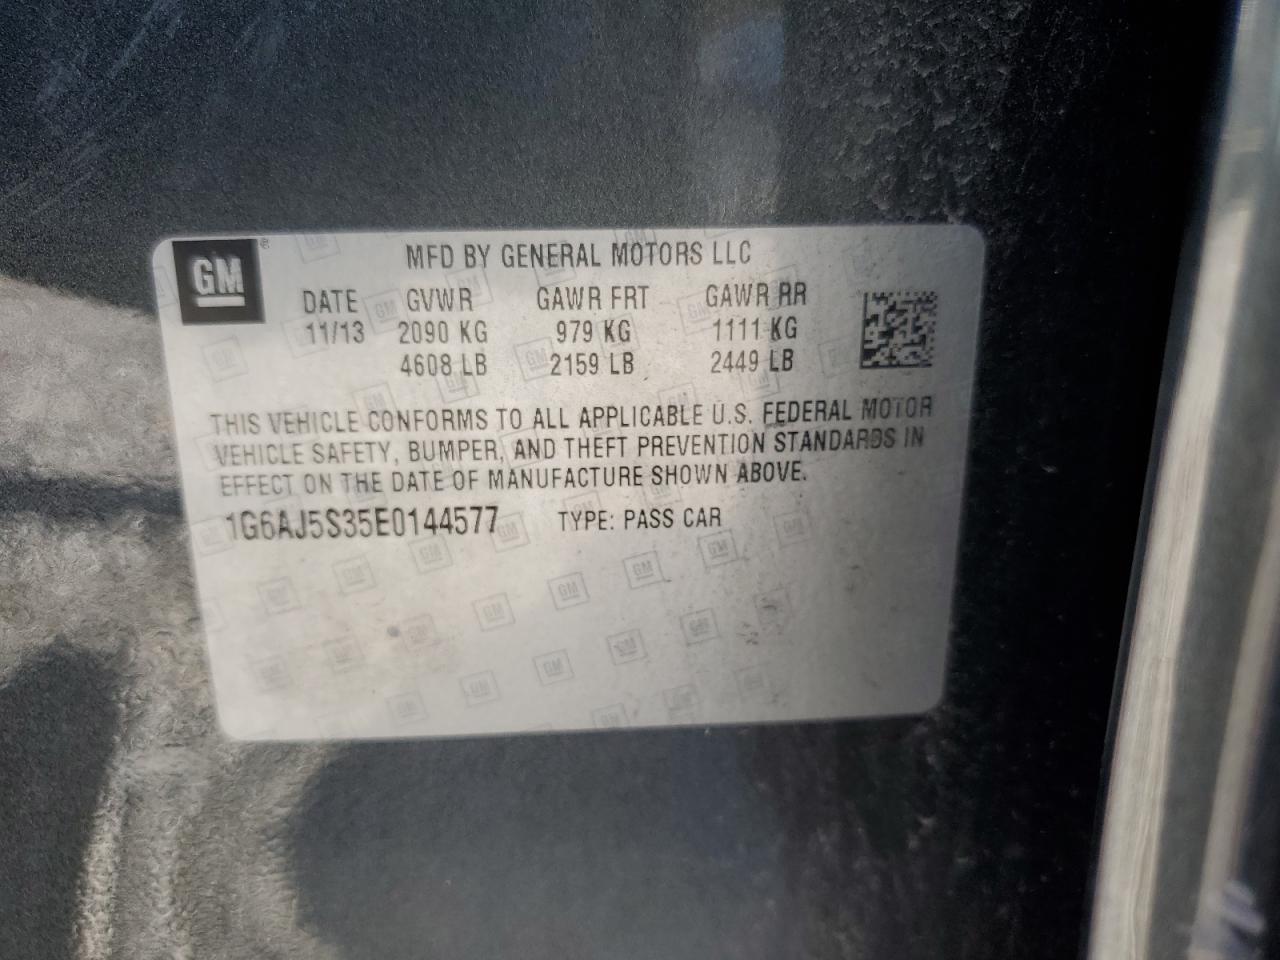 GM ® MFD BY GENERAL MOTORS LLC
DATE GVWR GAWR FRT GAWR RR
11/13 2090 KG 979 KG 1111 KG
4608 LB 2159 LB 2449 LB
THIS VEHICLE CONFORMS TO ALL APPLICABLE U.S. FEDERAL MOTOR
VEHICLE SAFETY, BUMPER, AND THEFT PREVENTION STANDARDS IN
EFFECT ON THE DATE OF MANUFACTURE SHOWN ABOVE.
1G6AJ5S35E0144577 TYPE: PASS CAR